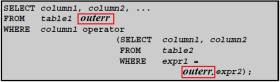 SELECT column1, column2, ...
FROM table1 outerr
WHERE column1 operator
(SELECT column1, column2
FROM table2
WHERE expr1 =
outerr.expr2);